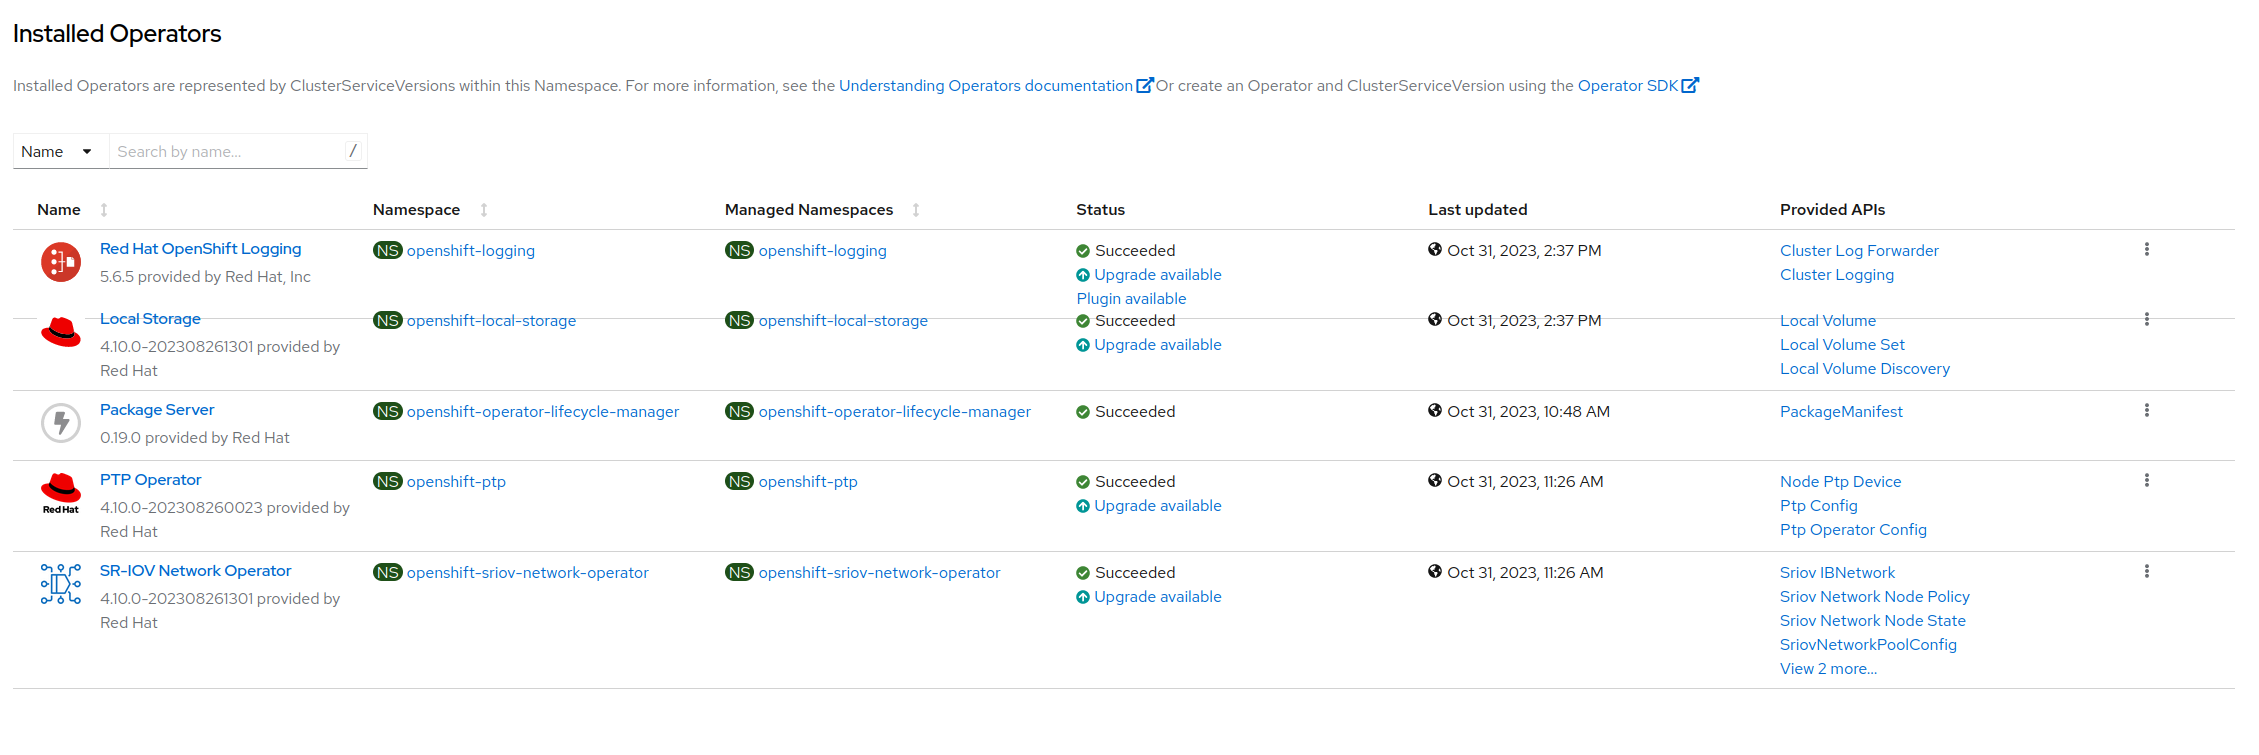 Installed Operators
Installed Operators are represented by ClusterServiceVersions within this Namespace. For more information, see the Understanding Operators documentation Or create an Operator and ClusterServiceVersion using the Operator SDK
Name Search by name... /
Name Namespace Managed Namespaces Status Last updated Provided APIs
Red Hat OpenShift Logging
5.6.5 provided by Red Hat, Inc
NS openshift-logging
NS openshift-logging
Succeeded
Upgrade available
Plugin available
Oct 31, 2023, 2:37 PM
Cluster Log Forwarder
Cluster Logging
Local Storage
4.10.0-202308261301 provided by
Red Hat
NS openshift-local-storage
NS openshift-local-storage
Succeeded
Upgrade available
Oct 31, 2023, 2:37 PM
Local Volume
Local Volume Set
Local Volume Discovery
Package Server
0.19.0 provided by Red Hat
NS openshift-operator-lifecycle-manager
NS openshift-operator-lifecycle-manager
Succeeded
Oct 31, 2023, 10:48 AM
PackageManifest
Red Hat
PTP Operator
4.10.0-202308260023 provided by
Red Hat
NS openshift-ptp
NS openshift-ptp
Succeeded
Upgrade available
Oct 31, 2023, 11:26 AM
Node Ptp Device
Ptp Config
Ptp Operator Config
SR-IOV Network Operator
4.10.0-202308261301 provided by
Red Hat
NS openshift-sriov-network-operator
NS openshift-sriov-network-operator
Succeeded
Upgrade available
Oct 31, 2023, 11:26 AM
Sriov IBNetwork
Sriov Network Node Policy
Sriov Network Node State
SriovNetworkPoolConfig
View 2 more...